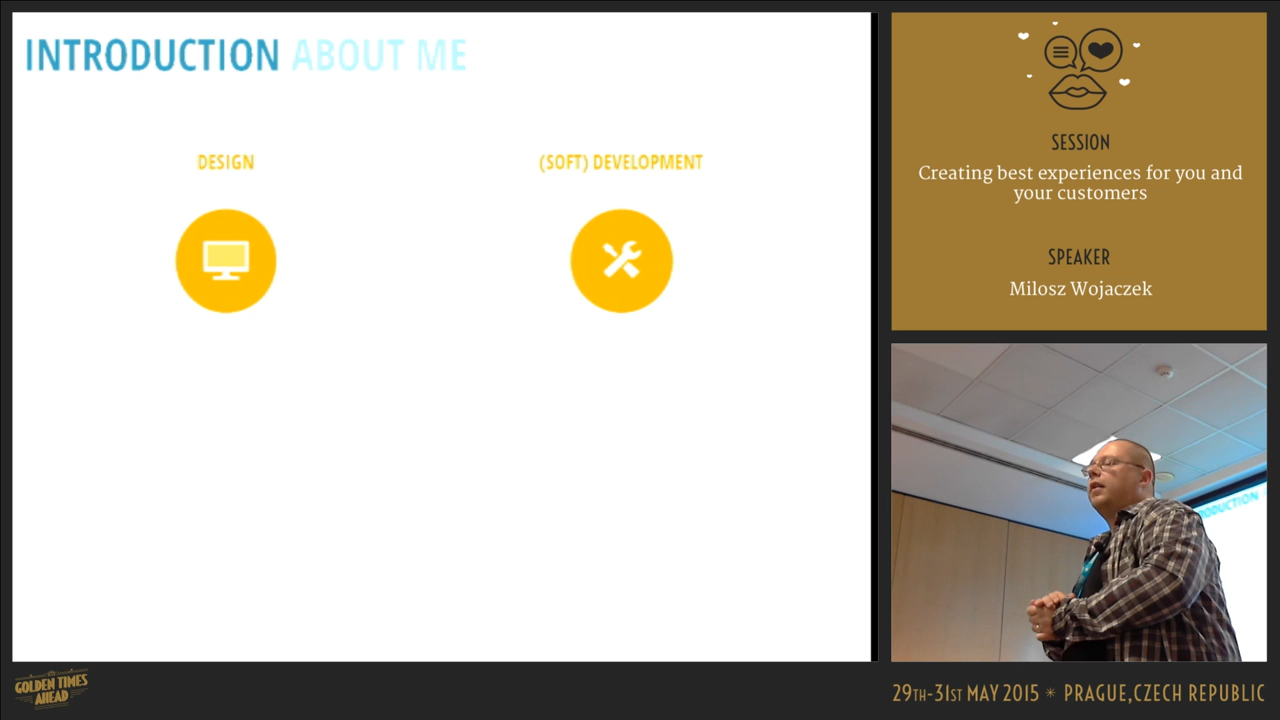 INTRODUCTION ABOUT ME
DESIGN
(SOFT) DEVELOPMENT
SESSION
Creating best experiences for you and
your customers
SPEAKER
Milosz Wojaczek
GOLDEN TIMES
AHEAD
29TH-31ST MAY 2015 * PRAGUE,CZECH REPUBLIC